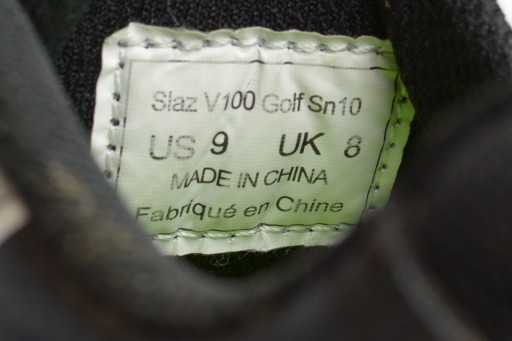 Slaz V100 Golf Sn10
US 9 UK 8
MADE IN CHINA
Fabriqué en Chine